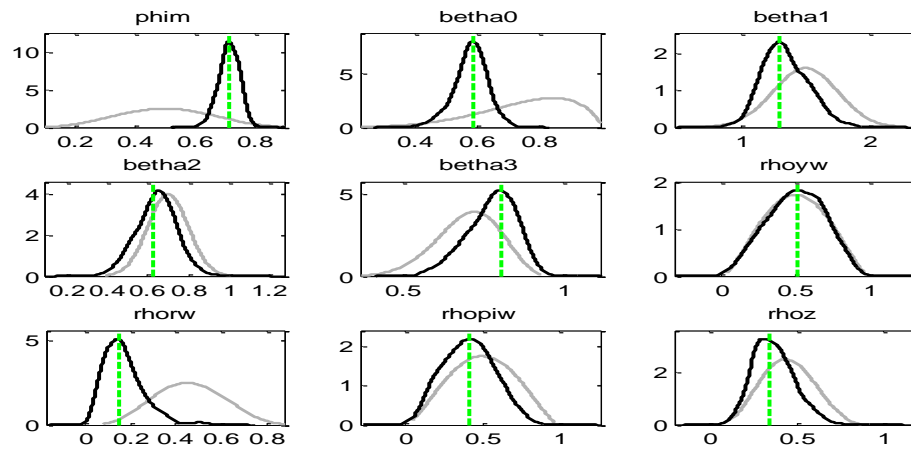 phim betha0 betha1
10 5 0 0.2 0.4 0.6 0.8
5 0 0.4 0.6 0.8
2 1 0 1 2
betha2 betha3 rhoyw
4 2 0 0.2 0.4 0.6 0.8 1 1.2
5 0 0.5 1
2 1 0 0 0.5 1
rhorw rhopiw rhoz
5 0 0 0.2 0.4 0.6 0.8
2 1 0 0 0.5 1
2 0 0 0.5 1